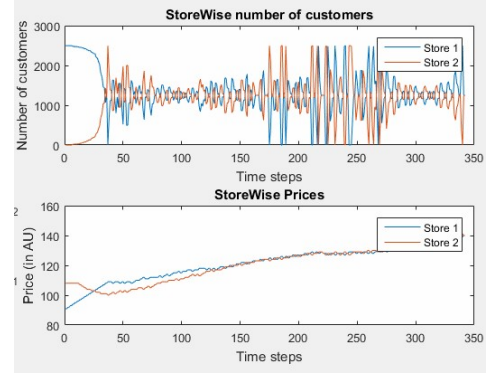 StoreWise number of customers
Number of customers
3000
2000
1000
0
Store 1
Store 2
0 50 100 150 200 250 300 350
Time steps
StoreWise Prices
2
1
Price (in AU)
160
140
120
100
80
Store 1
Store 2
0 50 100 150 200 250 300 350
Time steps